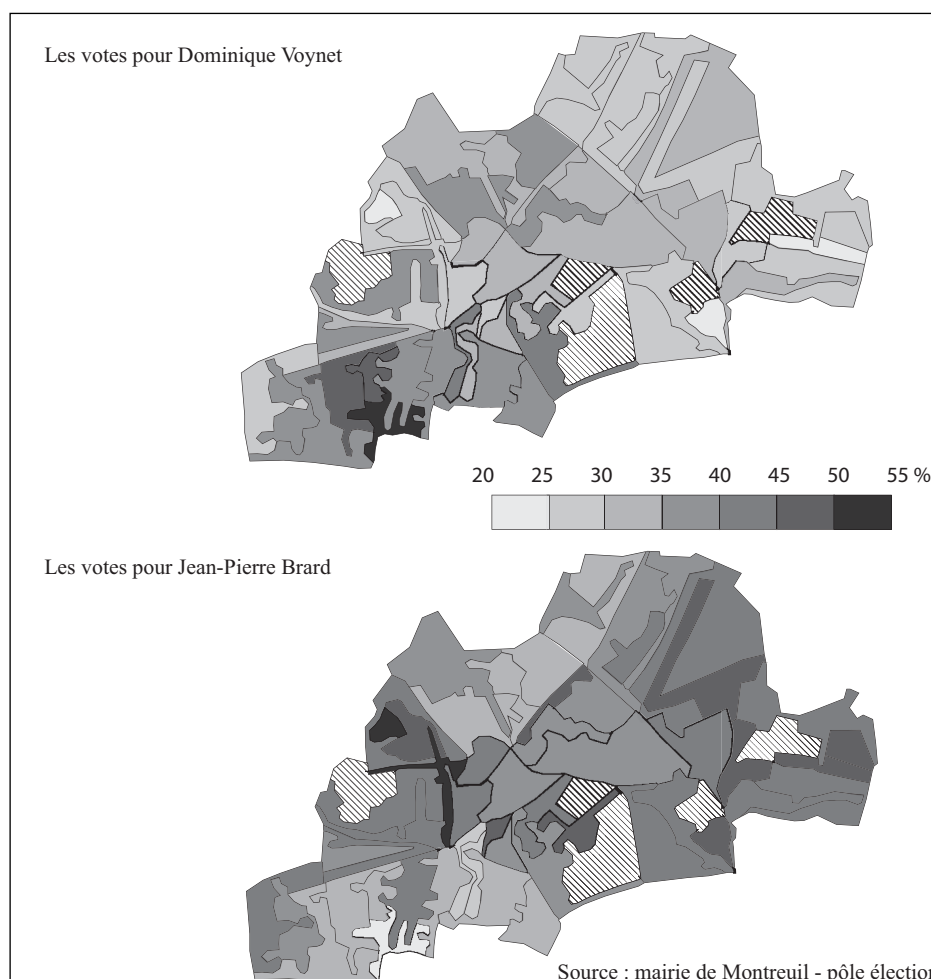 Les votes pour Dominique Voynet
20 25 30 35 40 45 50 55 %
Les votes pour Jean-Pierre Brard
Source : mairie de Montreuil - pôle élection